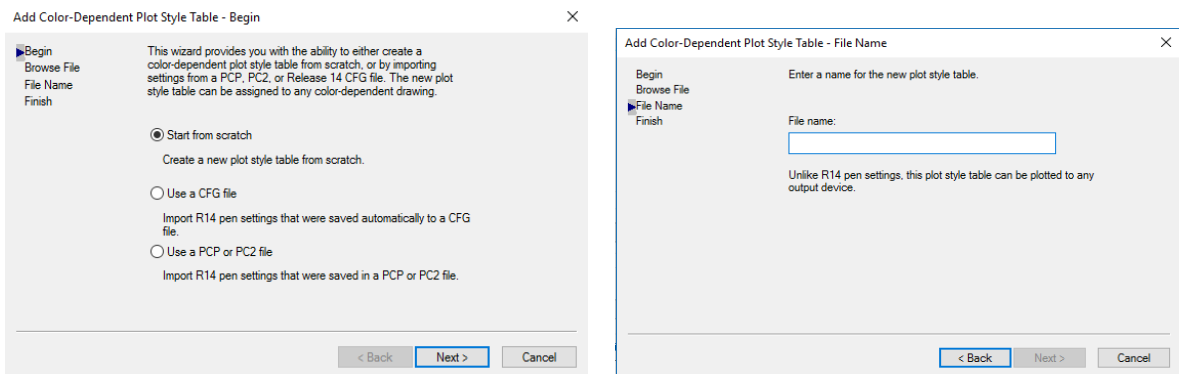 Add Color-Dependent Plot Style Table - Begin
Begin
Browse File
File Name
Finish
This wizard provides you with the ability to either create a
color-dependent plot style table from scratch, or by importing
settings from a PCP, PC2, or Release 14 CFG file. The new plot
style table can be assigned to any color-dependent drawing.
Start from scratch
Create a new plot style table from scratch.
Use a CFG file
Import R14 pen settings that were saved automatically to a CFG
file.
Use a PCP or PC2 file
Import R14 pen settings that were saved in a PCP or PC2 file.
< Back
Next >
Cancel
Add Color-Dependent Plot Style Table - File Name
Begin
Browse File
File Name
Finish
Enter a name for the new plot style table.
File name:
Unlike R14 pen settings, this plot style table can be plotted to any
output device.
< Back
Next >
Cancel